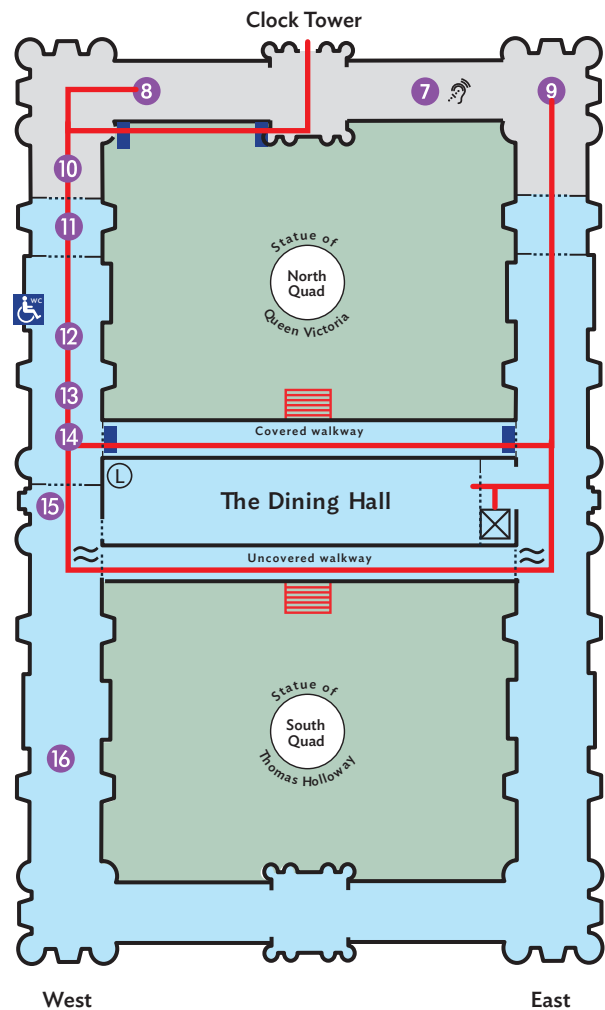 Clock Tower
8
7
9
10
11
Statue of
North
Quad
Queen Victoria
WC
12
13
14
Covered walkway
L
The Dining Hall
15
Uncovered walkway
Statue of
South
Quad
Thomas Holloway
16
West
East